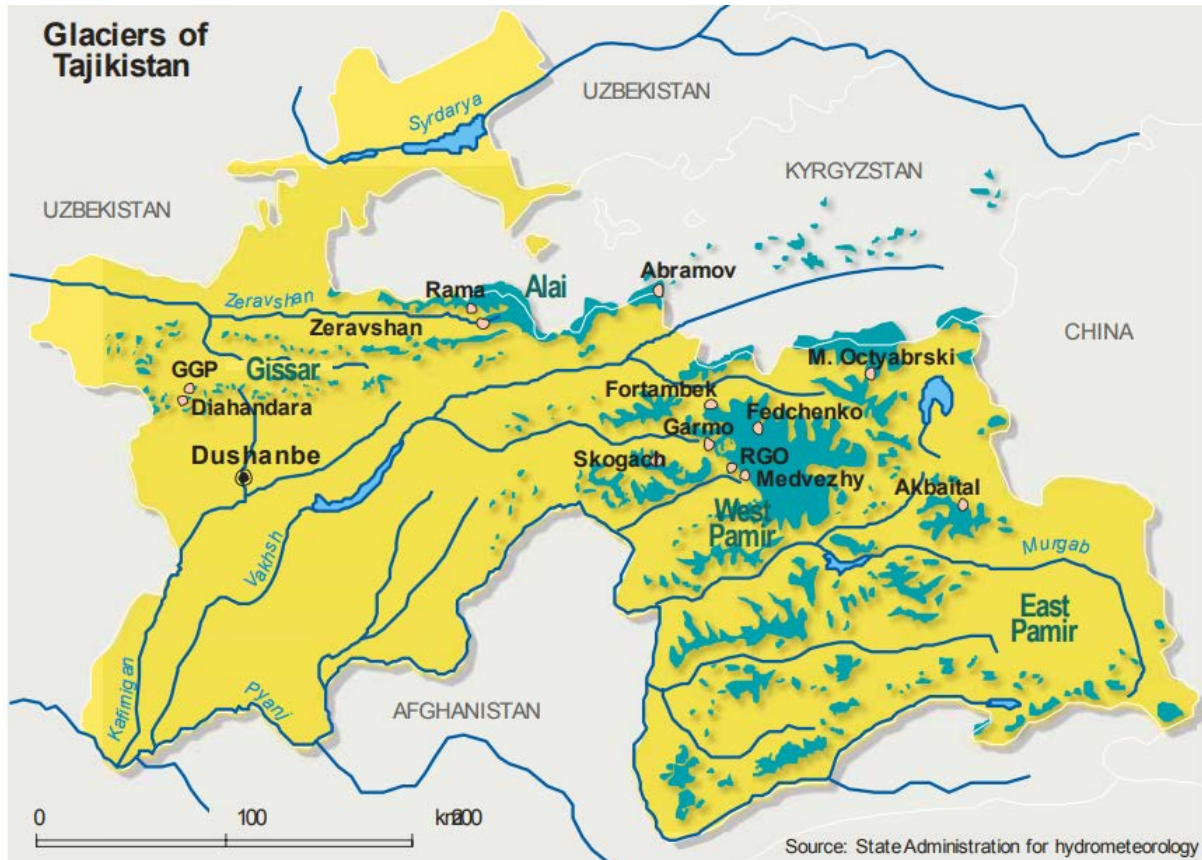 Glaciers of
Tajikistan
UZBEKISTAN
Syrdarya
KYRGYZSTAN
UZBEKISTAN
Abramov
Rama
Alai
Zeravshan
Zeravshan
CHINA
M. Octyabrski
GGP
Gissar
Diahandara
Fortambek
Fedchenko
Garmo
Dushanbe
Skogach
RGO
Medvezhy
Akbaital
West
Pamir
Murgab
Vakhsh
East
Pamir
Kafirnigan
Pyanj
AFGHANISTAN
0 100 km200
Source: State Administration for hydrometeorology